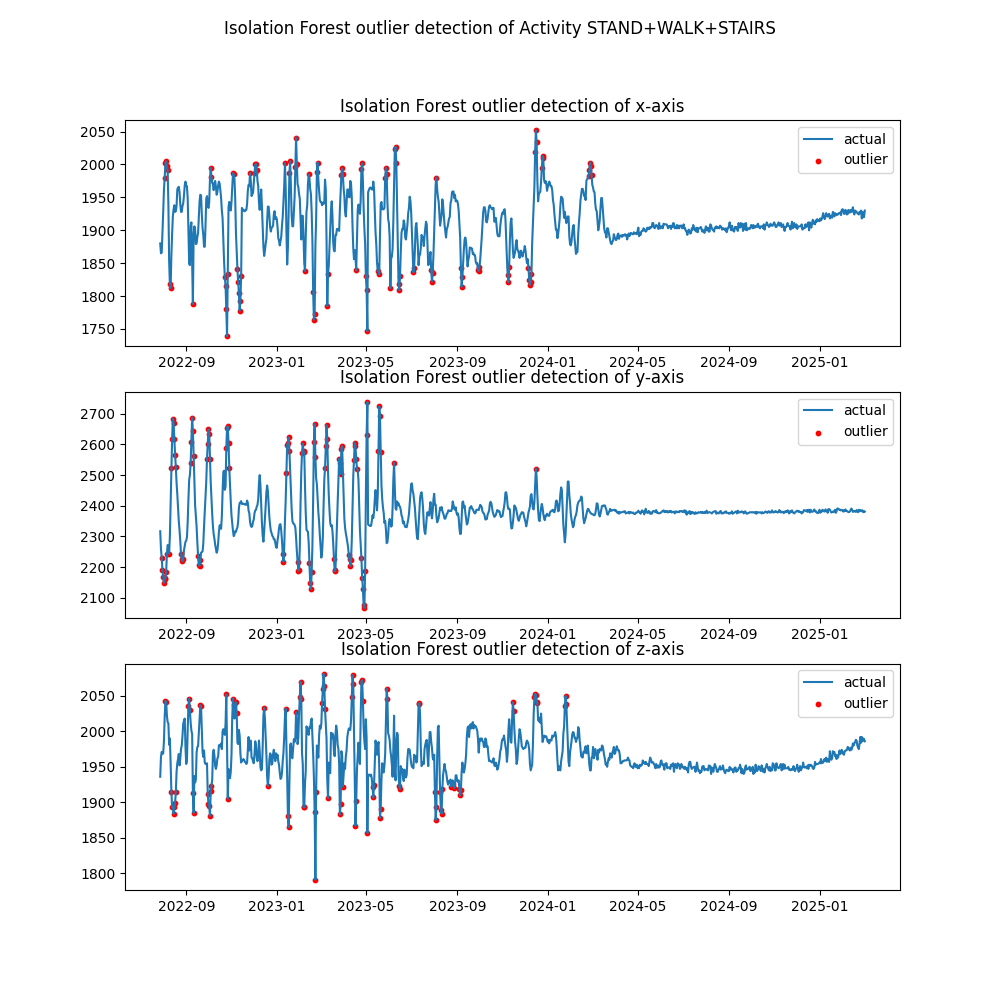 Isolation Forest outlier detection of Activity STAND+WALK+STAIRS
Isolation Forest outlier detection of x-axis
2050
2000
1950
1900
1850
1800
1750
actual
outlier
2022-09 2023-01 2023-05 2023-09 2024-01 2024-05 2024-09 2025-01
Isolation Forest outlier detection of y-axis
2700
2600
2500
2400
2300
2200
2100
actual
outlier
2022-09 2023-01 2023-05 2023-09 2024-01 2024-05 2024-09 2025-01
Isolation Forest outlier detection of z-axis
2050
2000
1950
1900
1850
1800
actual
outlier
2022-09 2023-01 2023-05 2023-09 2024-01 2024-05 2024-09 2025-01